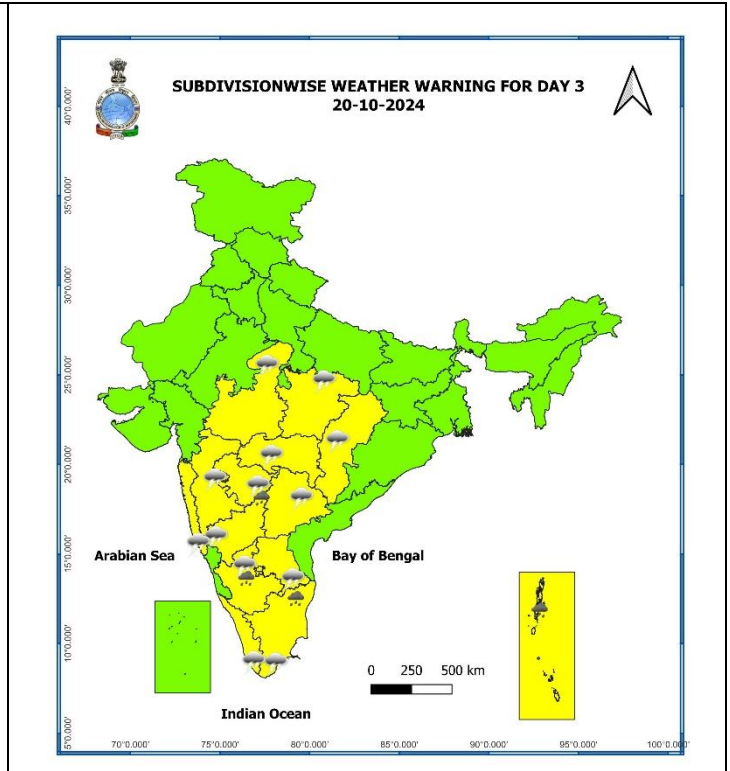 SUBDIVISIONWISE WEATHER WARNING FOR DAY 3
20-10-2024
40°0.000'
35°0.000'
30°0.000'
25°0.000'
20°0.000'
15°0.000'
10°0.000'
5°0.000'
Arabian Sea
Bay of Bengal
0 250 500 km
Indian Ocean
70°0.000' 75°0.000' 80°0.000' 85°0.000' 90°0.000' 95°0.000' 100°0.000'